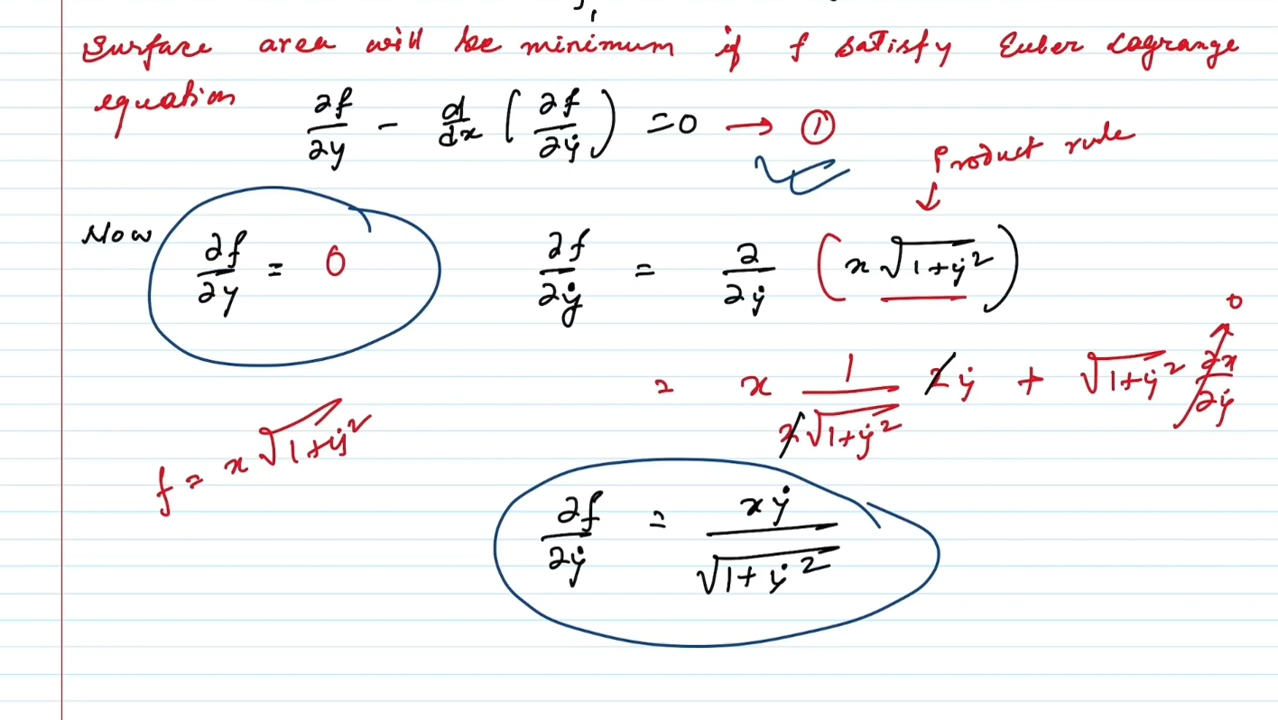 Surface area will be minimum if f satisfy Euler Lagrange
equation ∂f/∂y - d/dx (∂f/∂ẏ) = 0 → ①
Product rule
↓
Now ∂f/∂y = 0 ∂f/∂ẏ = ∂/∂ẏ (x √(1+ẏ²))
= x 1/(2√(1+ẏ²)) 2ẏ + √(1+ẏ²) ∂x/∂ẏ → 0
f = x √(1+ẏ²)
∂f/∂ẏ = xẏ/√(1+ẏ²)